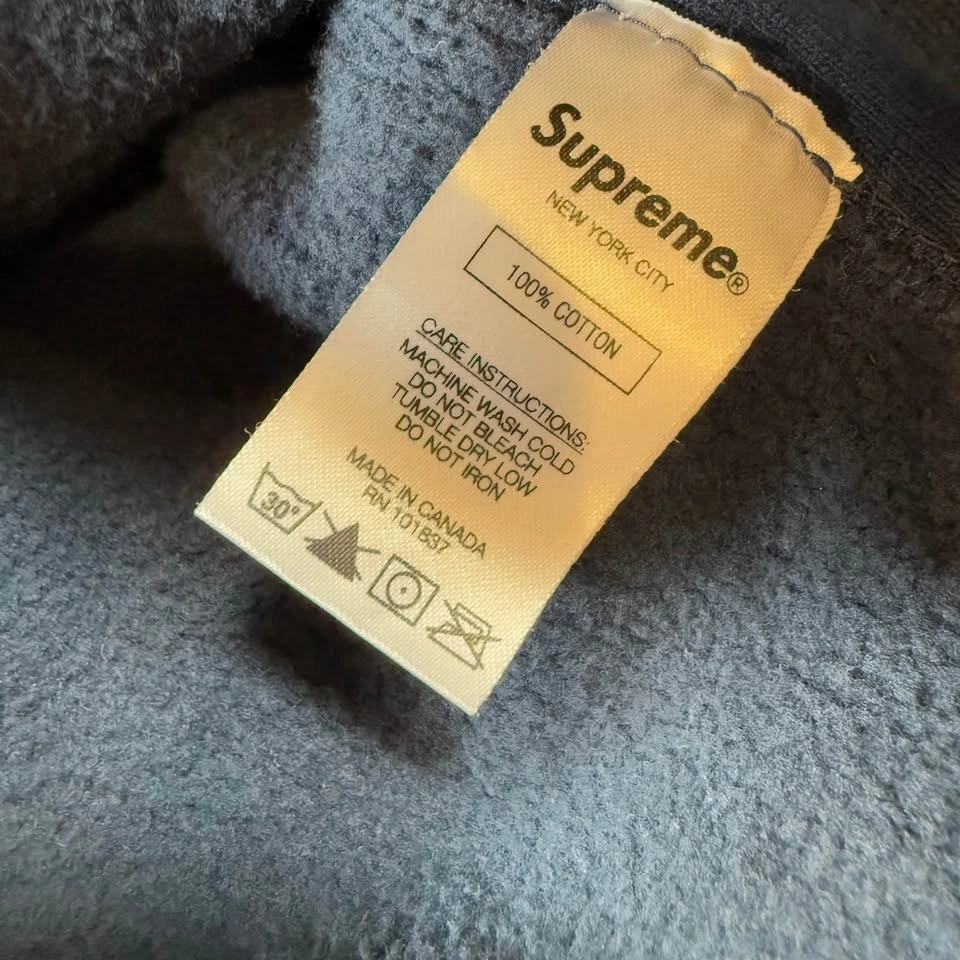 Supreme®
NEW YORK CITY
100% COTTON
CARE INSTRUCTIONS:
MACHINE WASH COLD
DO NOT BLEACH
TUMBLE DRY LOW
DO NOT IRON
MADE IN CANADA
RN 101837
30°